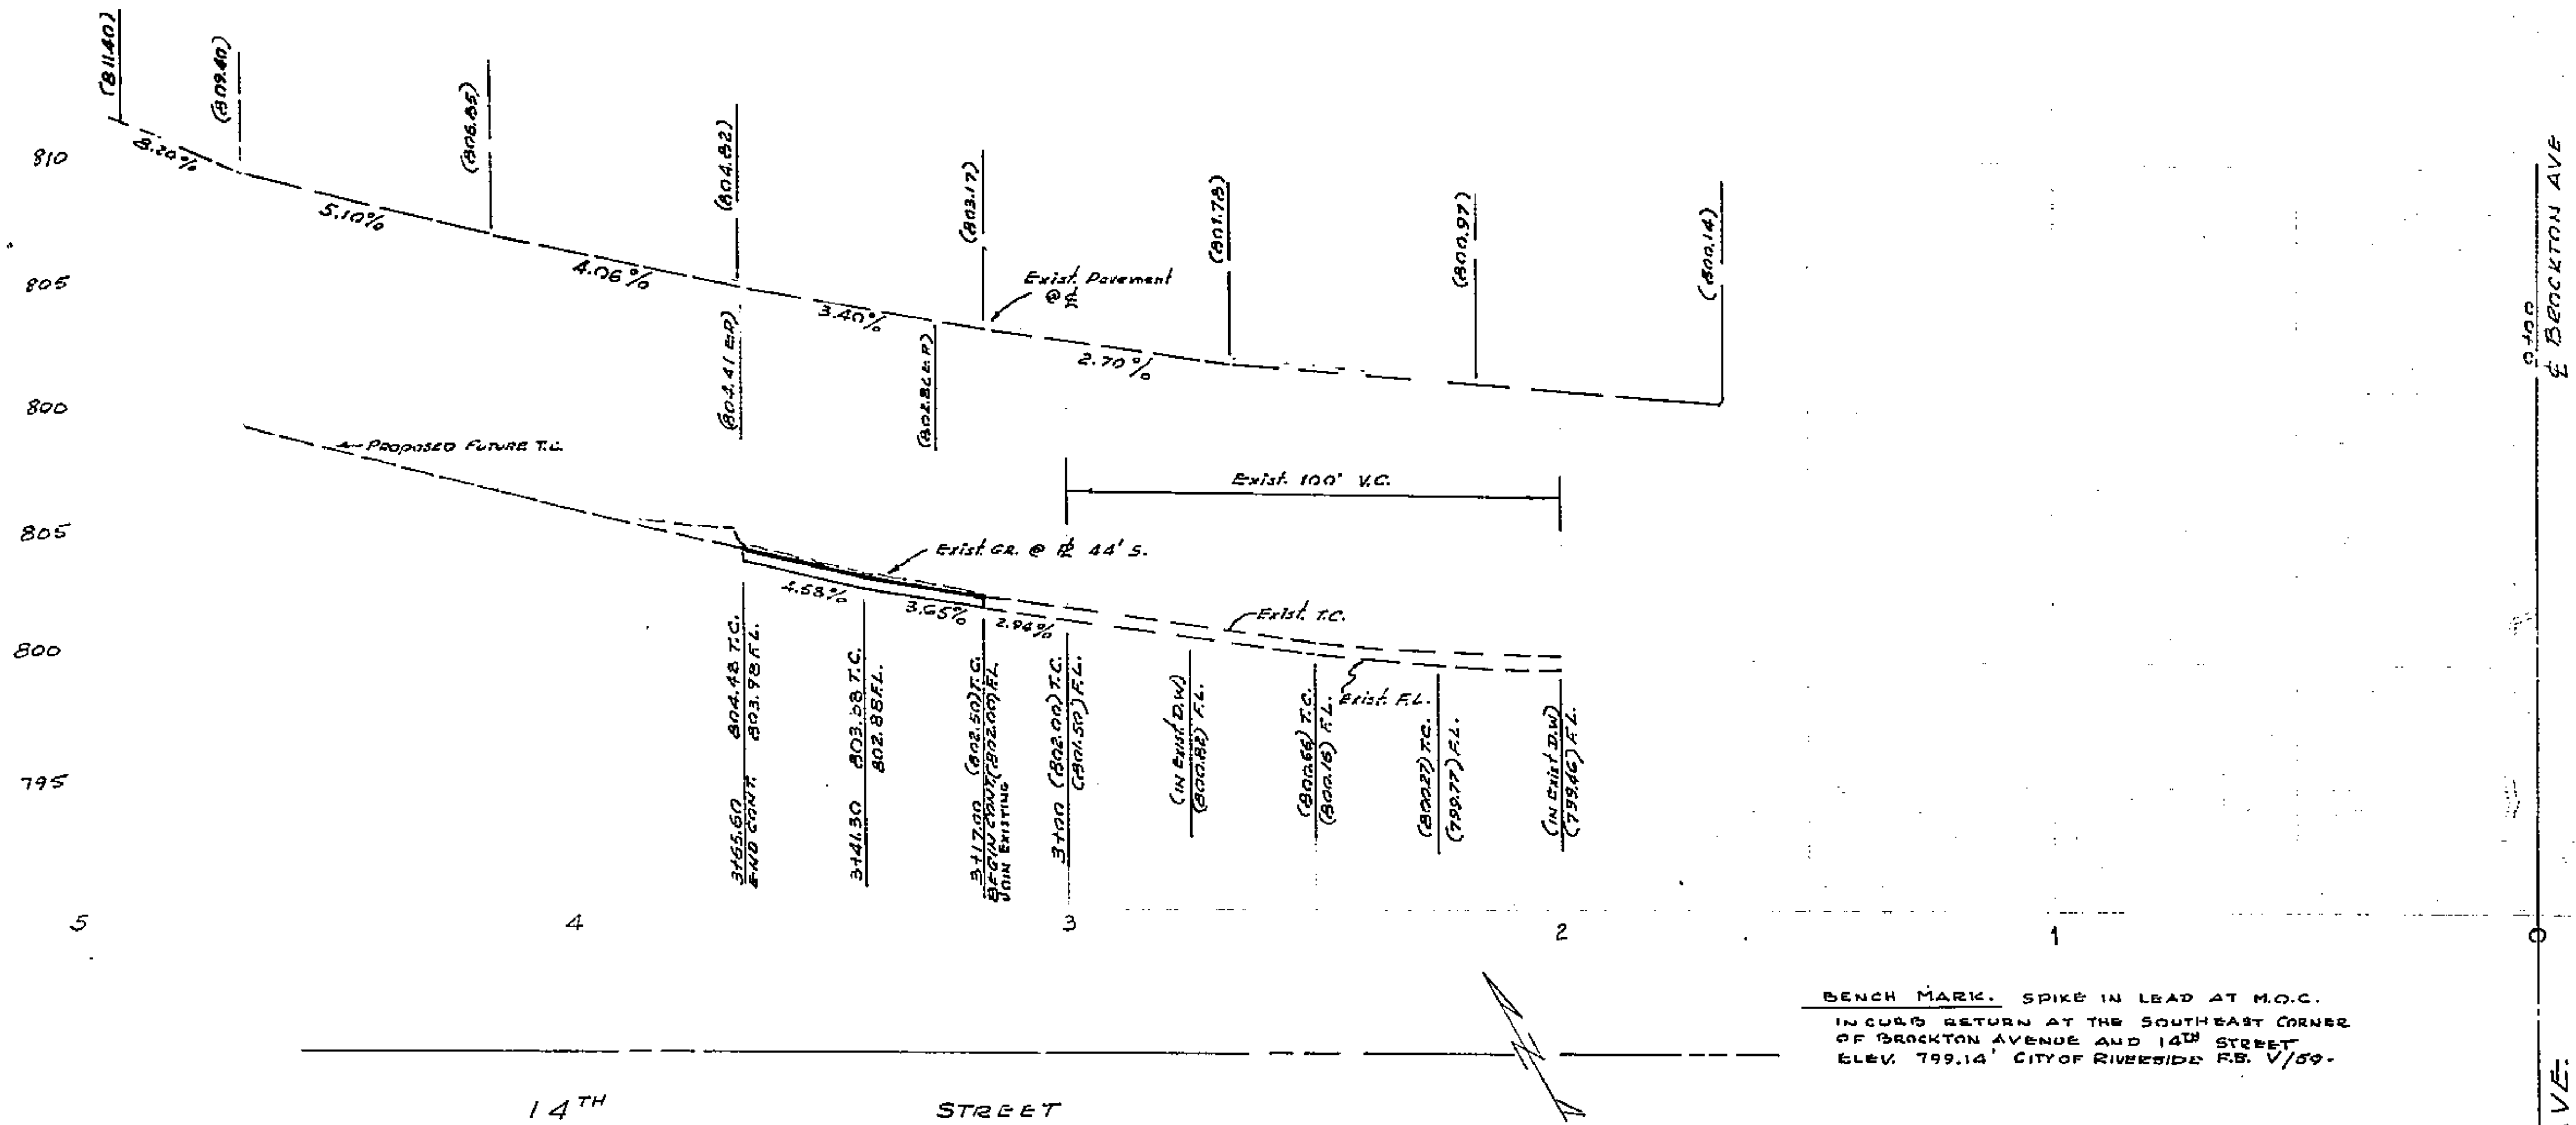 (811.40)
(809.40)
(806.85)
(804.82)
(803.17)
(801.78)
(800.97)
(800.14)
810
805
800
8.20%
5.10%
4.06%
3.40%
2.70%
Exist. Pavement
@ ℄
(804.41 E.P.)
(802.86 E.P.)
0+00
℄ BROCKTON AVE
PROPOSED FUTURE T.C.
Exist. 100' V.C.
805
800
795
Exist. GR. @ ℄ 44' S.
4.53%
3.65%
2.94%
Exist. T.C.
Exist. F.L.
3+65.60 804.48 T.C.
END CONT. 803.98 F.L.
3+41.30 803.38 T.C.
802.88 F.L.
3+17.00 (802.50) T.C.
BEGIN CONT. (802.00) F.L.
JOIN EXISTING
3+00 (802.00) T.C.
(801.50) F.L.
(IN EXIST D.W)
(800.82) F.L.
(800.66) T.C.
(800.16) F.L.
(800.27) T.C.
(799.77) F.L.
(IN EXIST D.W)
(799.46) F.L.
5 4 3 2 1 0
BENCH MARK. SPIKE IN LEAD AT M.O.C.
IN CURB RETURN AT THE SOUTHEAST CORNER
OF BROCKTON AVENUE AND 14TH STREET
ELEV. 799.14' CITY OF RIVERSIDE F.B. V/59-
14TH STREET
VE.